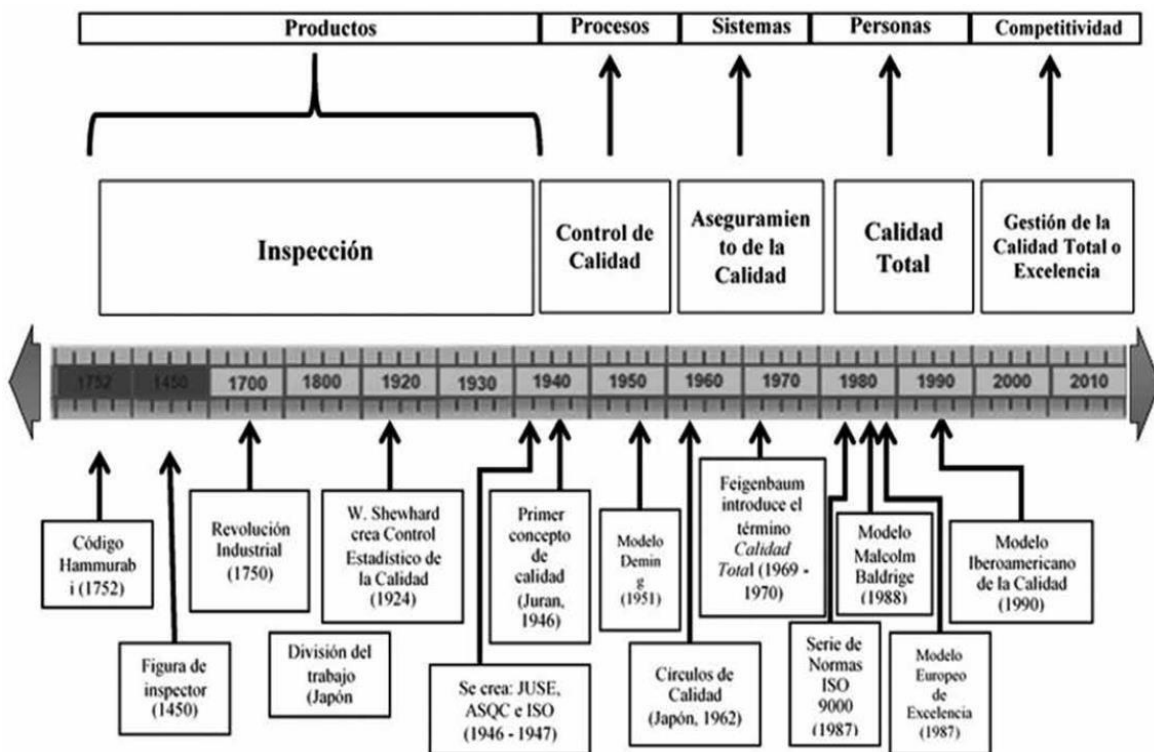 Productos
Procesos
Sistemas
Personas
Competitividad
Inspección
Control de
Calidad
Aseguramien
to de la
Calidad
Calidad
Total
Gestión de la
Calidad Total o
Excelencia
1752
1450
1700
1800
1920
1930
1940
1950
1960
1970
1980
1990
2000
2010
Código
Hammurab
i (1752)
Figura de
inspector
(1450)
Revolución
Industrial
(1750)
División del
trabajo
(Japón
W. Shewhard
crea Control
Estadístico de
la Calidad
(1924)
Se crea: JUSE,
ASQC e ISO
(1946 - 1947)
Primer
concepto
de
calidad
(Juran,
1946)
Modelo
Demin
g
(1951)
Círculos de
Calidad
(Japón, 1962)
Feigenbaum
introduce el
término
Calidad
Total (1969 -
1970)
Serie de
Normas
ISO
9000
(1987)
Modelo
Malcolm
Baldrige
(1988)
Modelo
Europeo
de
Excelencia
(1987)
Modelo
Iberoamericano
de la Calidad
(1990)